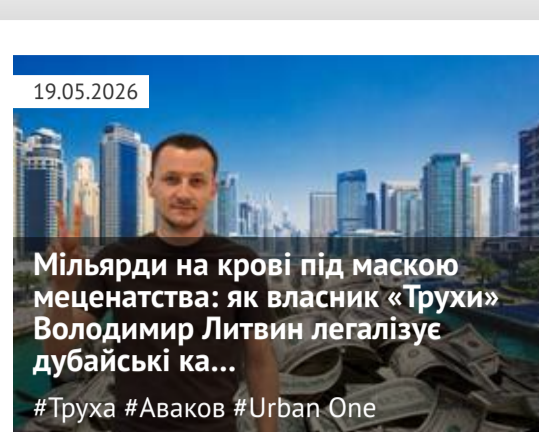 19.05.2026
Мільярди на крові під маскою
меценатства: як власник «Трухи»
Володимир Литвин легалізує
дубайські ка...
#Труха #Аваков #Urban One